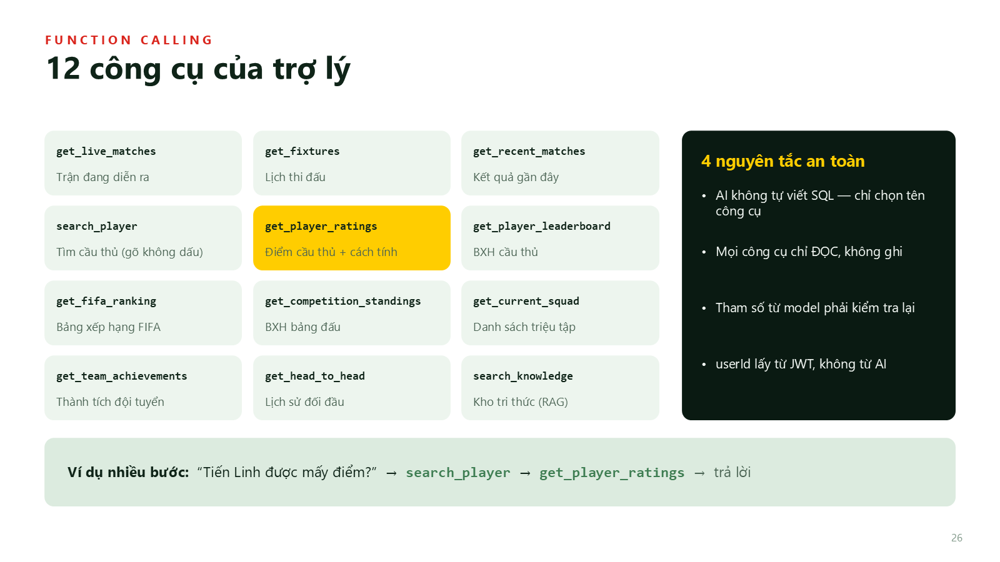 FUNCTION CALLING
12 công cụ của trợ lý
get_live_matches
Trận đang diễn ra
get_fixtures
Lịch thi đấu
get_recent_matches
Kết quả gần đây
search_player
Tìm cầu thủ (gõ không dấu)
get_player_ratings
Điểm cầu thủ + cách tính
get_player_leaderboard
BXH cầu thủ
get_fifa_ranking
Bảng xếp hạng FIFA
get_competition_standings
BXH bảng đấu
get_current_squad
Danh sách triệu tập
get_team_achievements
Thành tích đội tuyển
get_head_to_head
Lịch sử đối đầu
search_knowledge
Kho tri thức (RAG)
4 nguyên tắc an toàn
• AI không tự viết SQL — chỉ chọn tên
công cụ
• Mọi công cụ chỉ ĐỌC, không ghi
• Tham số từ model phải kiểm tra lại
• userId lấy từ JWT, không từ AI
Ví dụ nhiều bước: “Tiến Linh được mấy điểm?” → search_player → get_player_ratings → trả lời
26